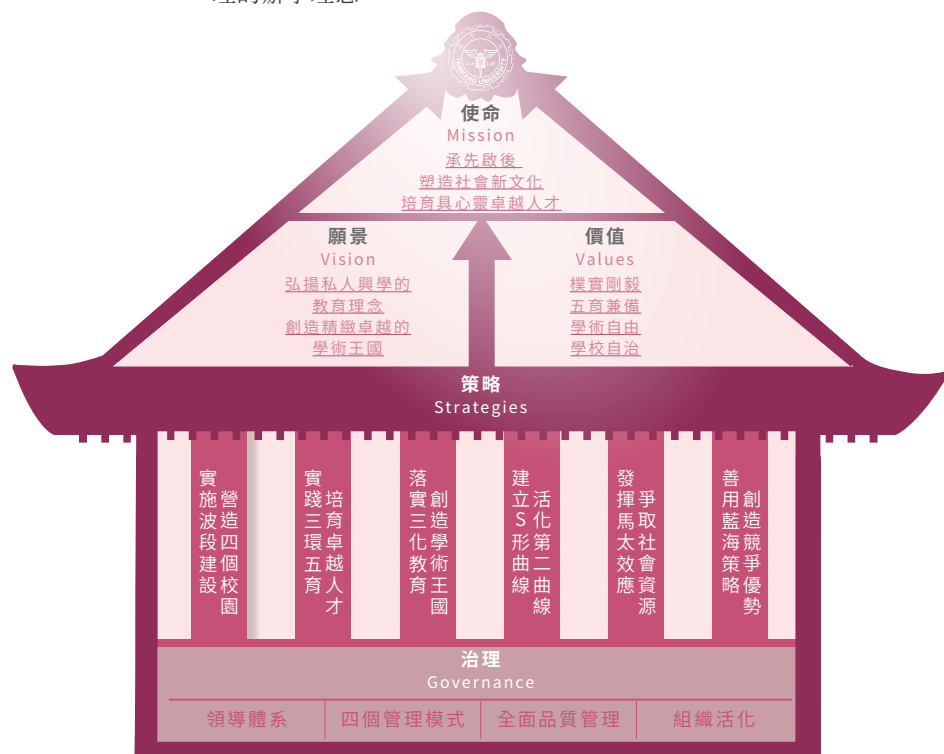 TAMKANG UNIVERSITY
使命
Mission
承先啟後
塑造社會新文化
培育具心靈卓越人才
願景
Vision
弘揚私人興學的
教育理念
創造精緻卓越的
學術王國
價值
Values
樸實剛毅
五育兼備
學術自由
學校自治
策略
Strategies
實施波段建設
營造四個校園
實踐三環五育
培育卓越人才
落實三化教育
創造學術王國
建立S形曲線
活化第二曲線
發揮馬太效應
爭取社會資源
善用藍海策略
創造競爭優勢
治理
Governance
領導體系
四個管理模式
全面品質管理
組織活化